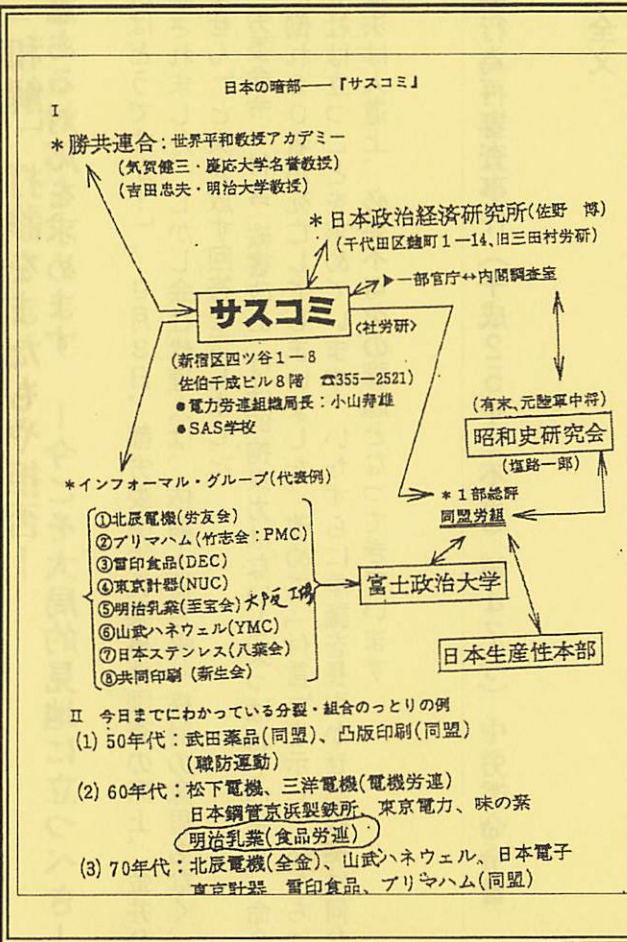 日本の暗部――『サスコミ』
I
*勝共連合:世界平和教授アカデミー
(気賀健三・慶応大学名誉教授)
(吉田忠夫・明治大学教授)
*日本政治経済研究所(佐野 博)
(千代田区麹町1―14、旧三田村労研)
▶一部官庁↔内閣調査室
サスコミ
〈社労研〉
(新宿区四ツ谷1―8
佐伯千成ビル8階 ☎355―2521)
●電力労連組織局長:小山寿雄
●SAS学校
(有末、元陸軍中将)
昭和史研究会
(塩路一郎)
*1部総評
同盟労組
*インフォーマル・グループ(代表例)
①北辰電機(労友会)
②プリマハム(竹志会:PMC)
③雪印食品(DEC)
④東京計器(NUC)
⑤明治乳業(至宝会)大阪工場
⑥山武ハネウェル(YMC)
⑦日本ステンレス(八葉会)
⑧共同印刷(新生会)
富士政治大学
日本生産性本部
II 今日までにわかっている分裂・組合のっとりの例
(1) 50年代:武田薬品(同盟)、凸版印刷(同盟)
(職防運動)
(2) 60年代:松下電機、三洋電機(電機労連)
日本鋼管京浜製鉄所、東京電力、味の素
明治乳業(食品労連)
(3) 70年代:北辰電機(全金)、山武ハネウェル、日本電子
東京計器 雪印食品、プリマハム(同盟)